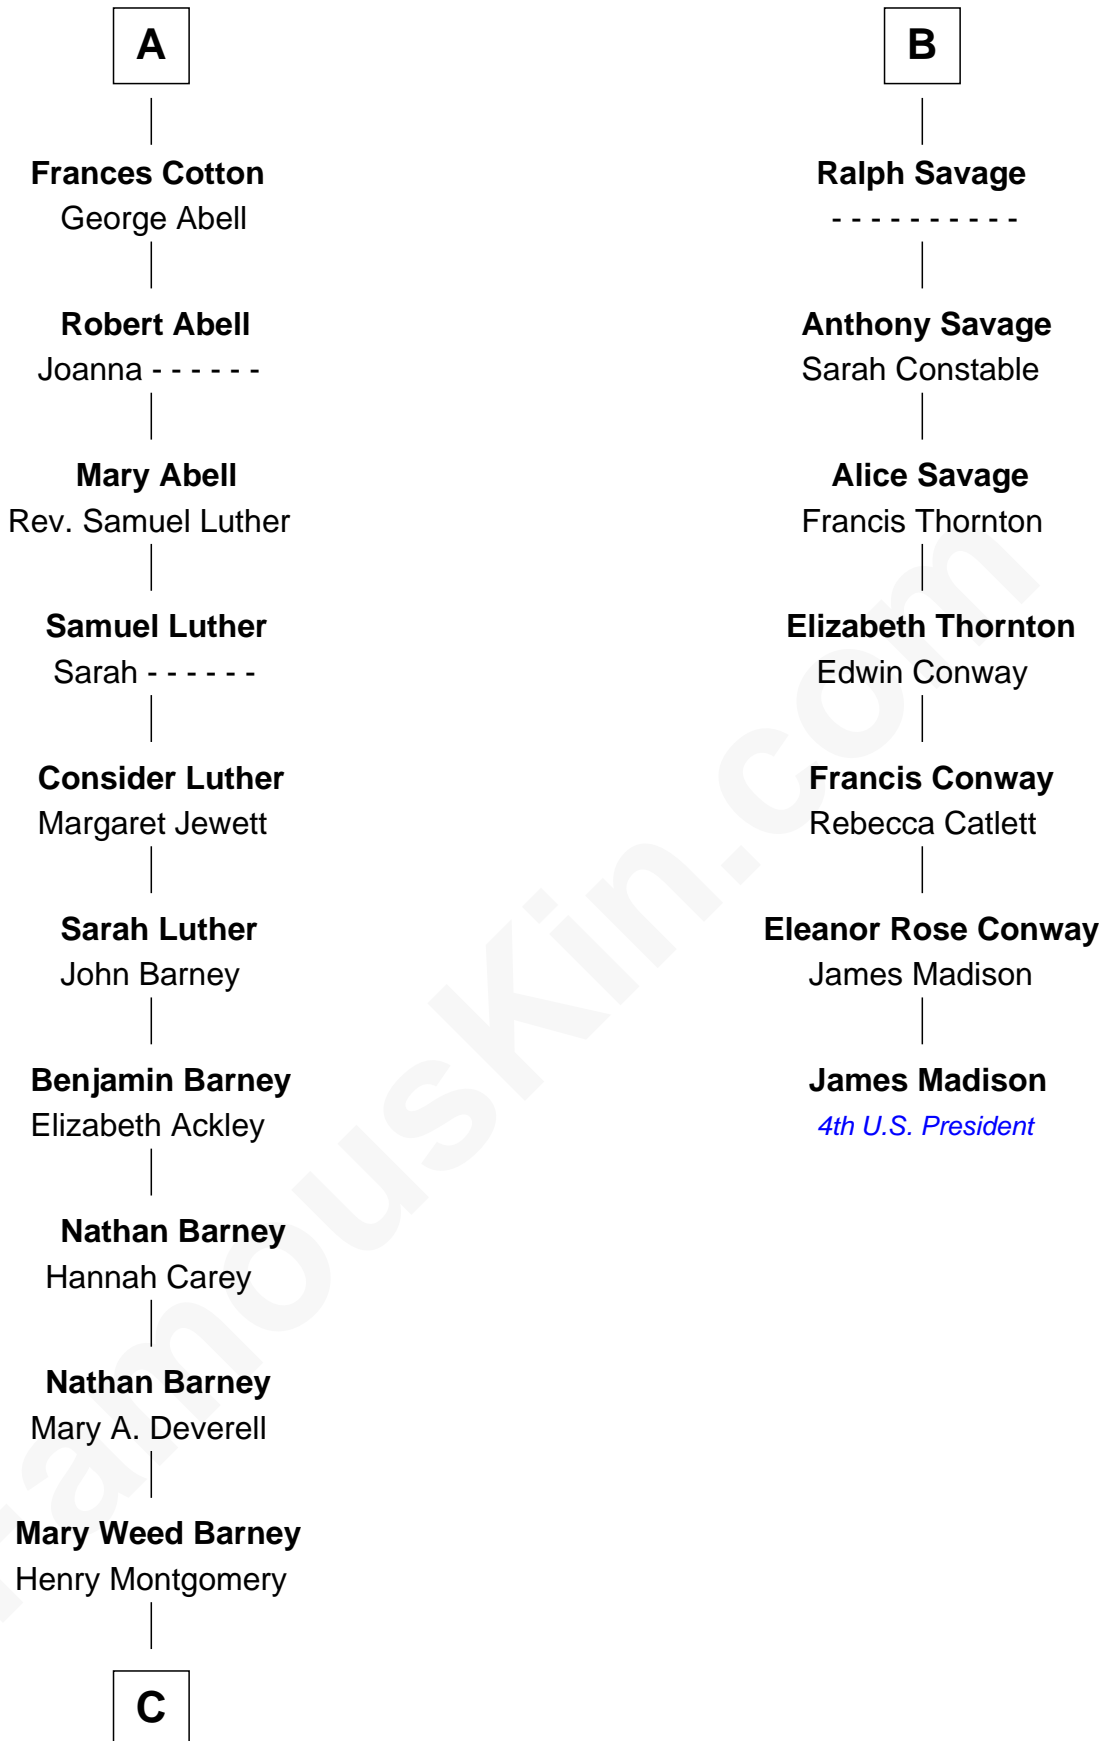 A
Frances Cotton
George Abell
Robert Abell
Joanna - - - - - -
Mary Abell
Rev. Samuel Luther
Samuel Luther
Sarah - - - - - -
Consider Luther
Margaret Jewett
Sarah Luther
John Barney
Benjamin Barney
Elizabeth Ackley
Nathan Barney
Hannah Carey
Nathan Barney
Mary A. Deverell
Mary Weed Barney
Henry Montgomery
C
B
Ralph Savage
- - - - - - - - - -
Anthony Savage
Sarah Constable
Alice Savage
Francis Thornton
Elizabeth Thornton
Edwin Conway
Francis Conway
Rebecca Catlett
Eleanor Rose Conway
James Madison
James Madison
4th U.S. President
FamousKin.com